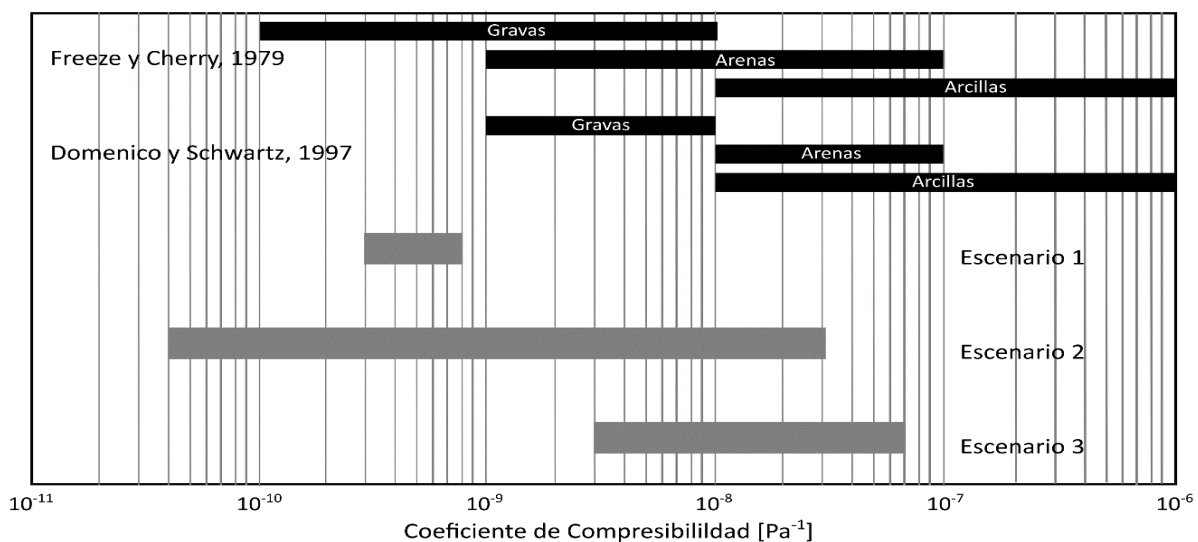 Gravas
Freeze y Cherry, 1979
Arenas
Arcillas
Gravas
Domenico y Schwartz, 1997
Arenas
Arcillas
Escenario 1
Escenario 2
Escenario 3
10⁻¹¹ 10⁻¹⁰ 10⁻⁹ 10⁻⁸ 10⁻⁷ 10⁻⁶
Coeficiente de Compresibilildad [Pa⁻¹]